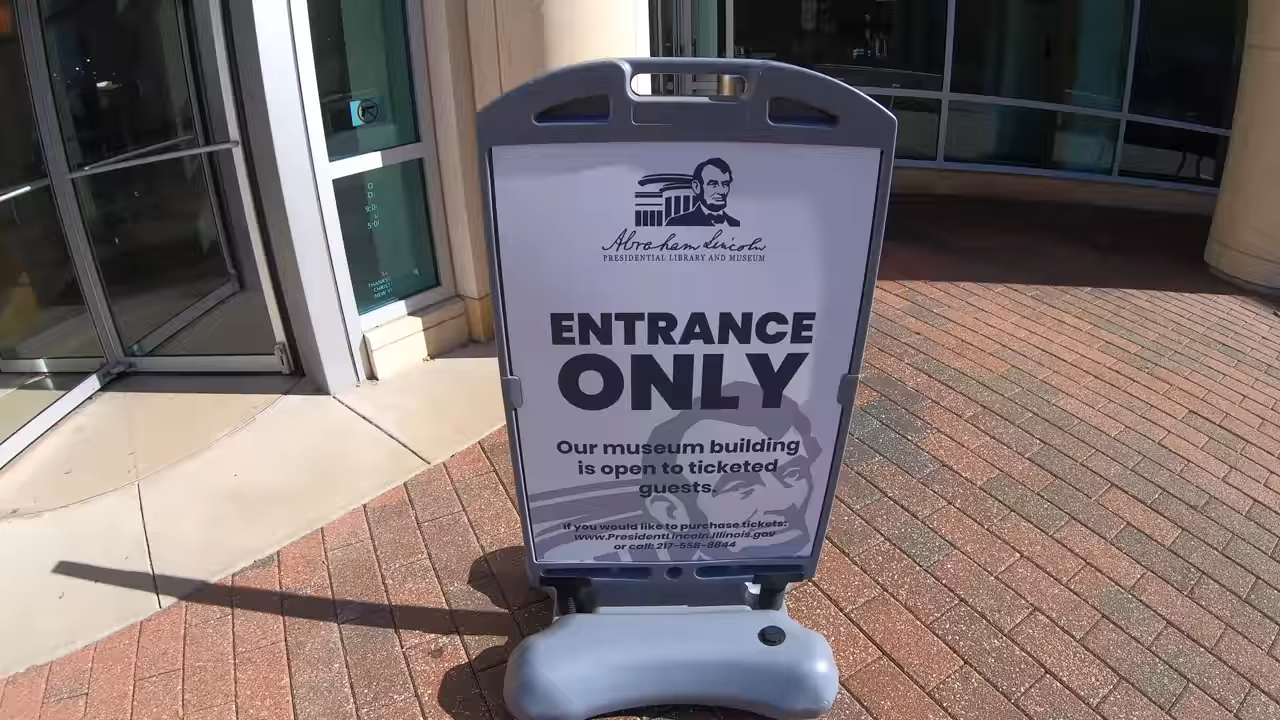 Abraham Lincoln
PRESIDENTIAL LIBRARY AND MUSEUM
ENTRANCE
ONLY
Our museum building
is open to ticketed
guests.
If you would like to purchase tickets:
www.PresidentLincoln.Illinois.gov
or call: 217-558-8844